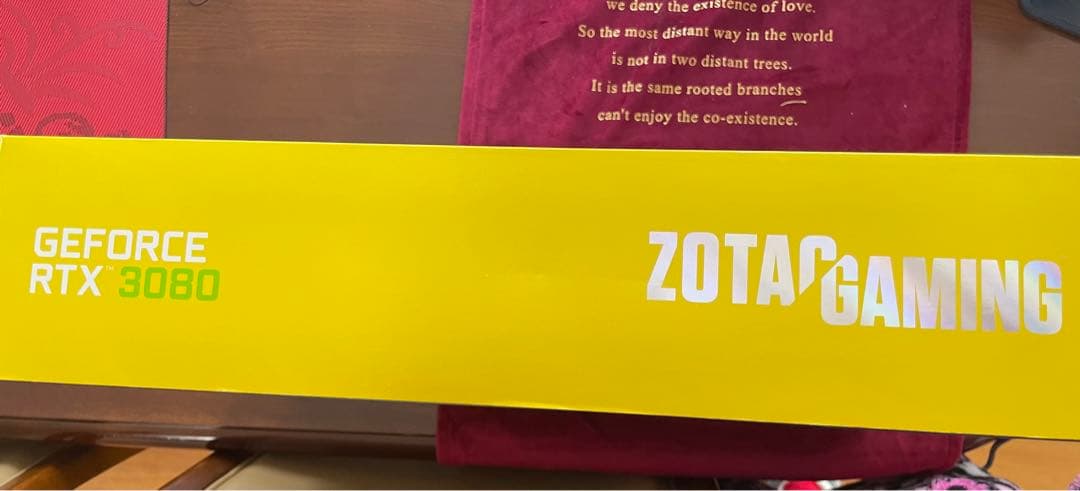 we deny the existence of love.
So the most distant way in the world
is not in two distant trees.
It is the same rooted branches
can't enjoy the co-existence.
GEFORCE
RTX™ 3080
ZOTAC GAMING